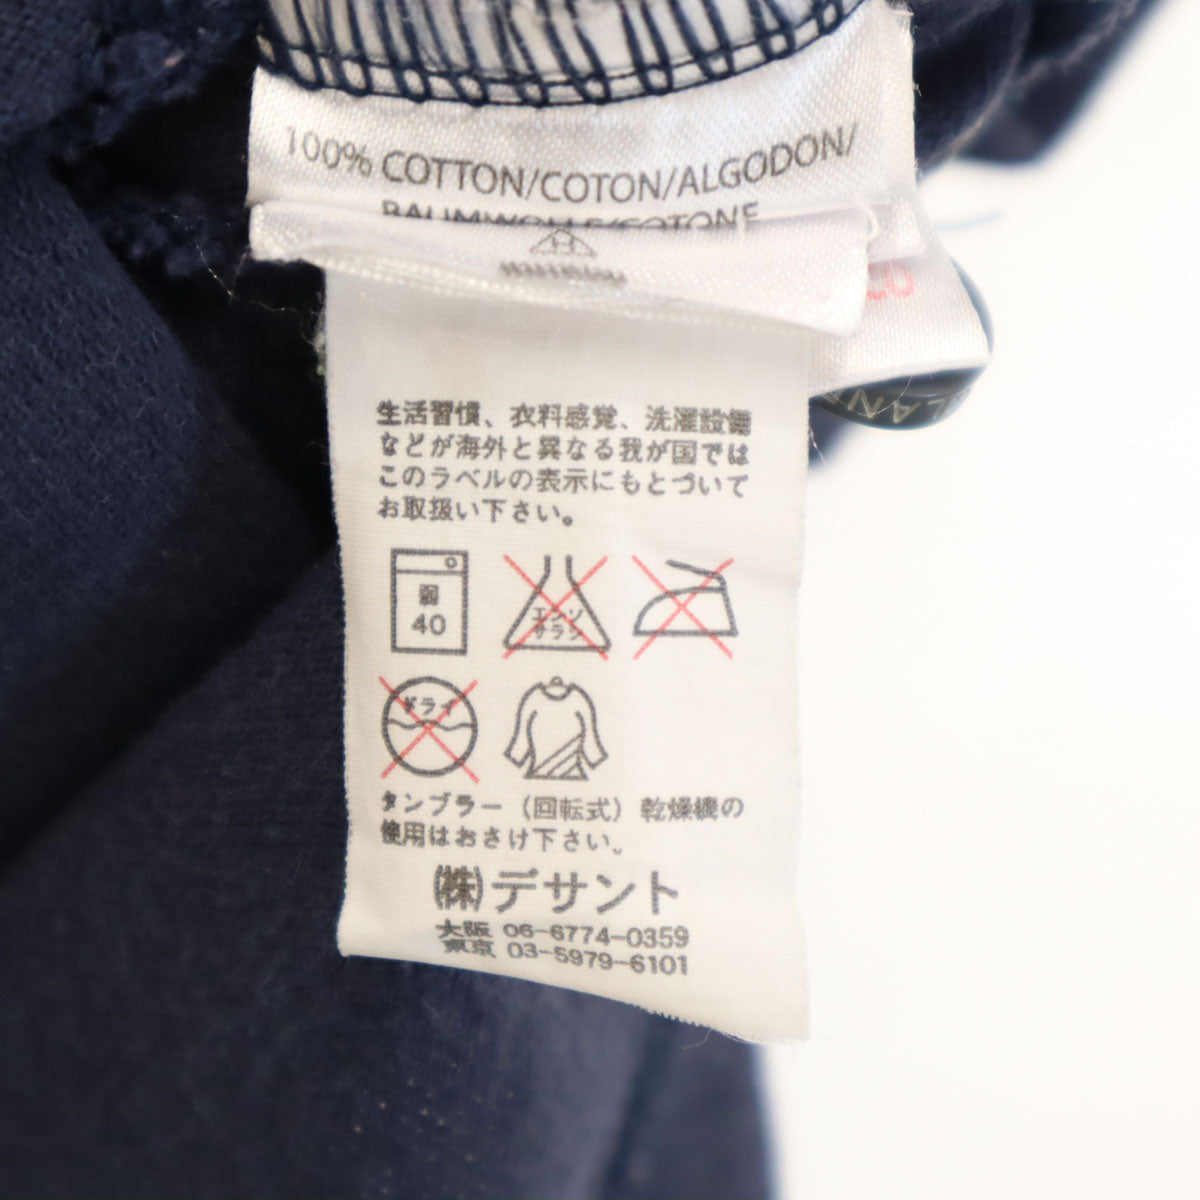 100% COTTON/COTON/ALGODON/
BAUMWOLLE/COTONE
H
生活習慣、衣料感覚、洗濯設備
などが海外と異なる我が国では
このラベルの表示にもとづいて
お取扱い下さい。
弱
40
エンソ
サラシ
ドライ
タンブラー（回転式）乾燥機の
使用はおさけ下さい。
㈱デサント
大阪 06-6774-0359
東京 03-5979-6101